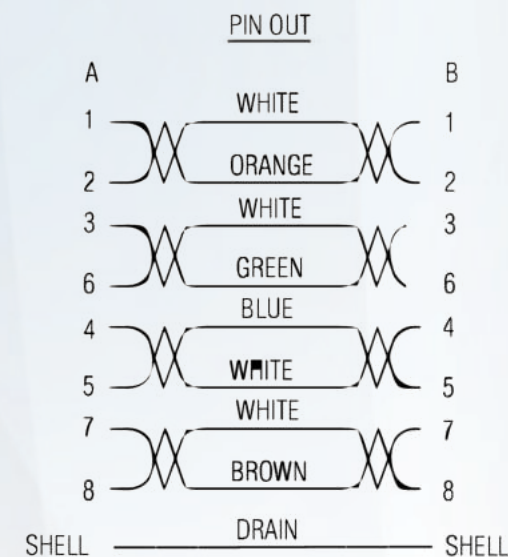 PIN OUT
A B
WHITE
1 1
ORANGE
2 2
WHITE
3 3
GREEN
6 6
BLUE
4 4
WHITE
5 5
WHITE
7 7
BROWN
8 8
DRAIN
SHELL SHELL